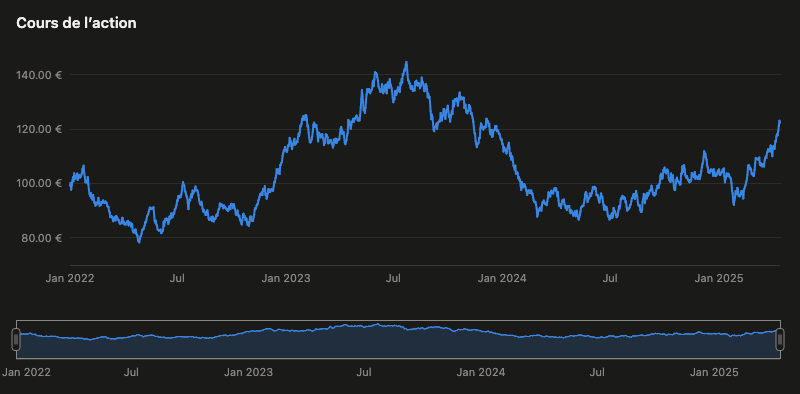 Cours de l’action
140.00 €
120.00 €
100.00 €
80.00 €
Jan 2022 Jul Jan 2023 Jul Jan 2024 Jul Jan 2025
Jan 2022 Jul Jan 2023 Jul Jan 2024 Jul Jan 2025